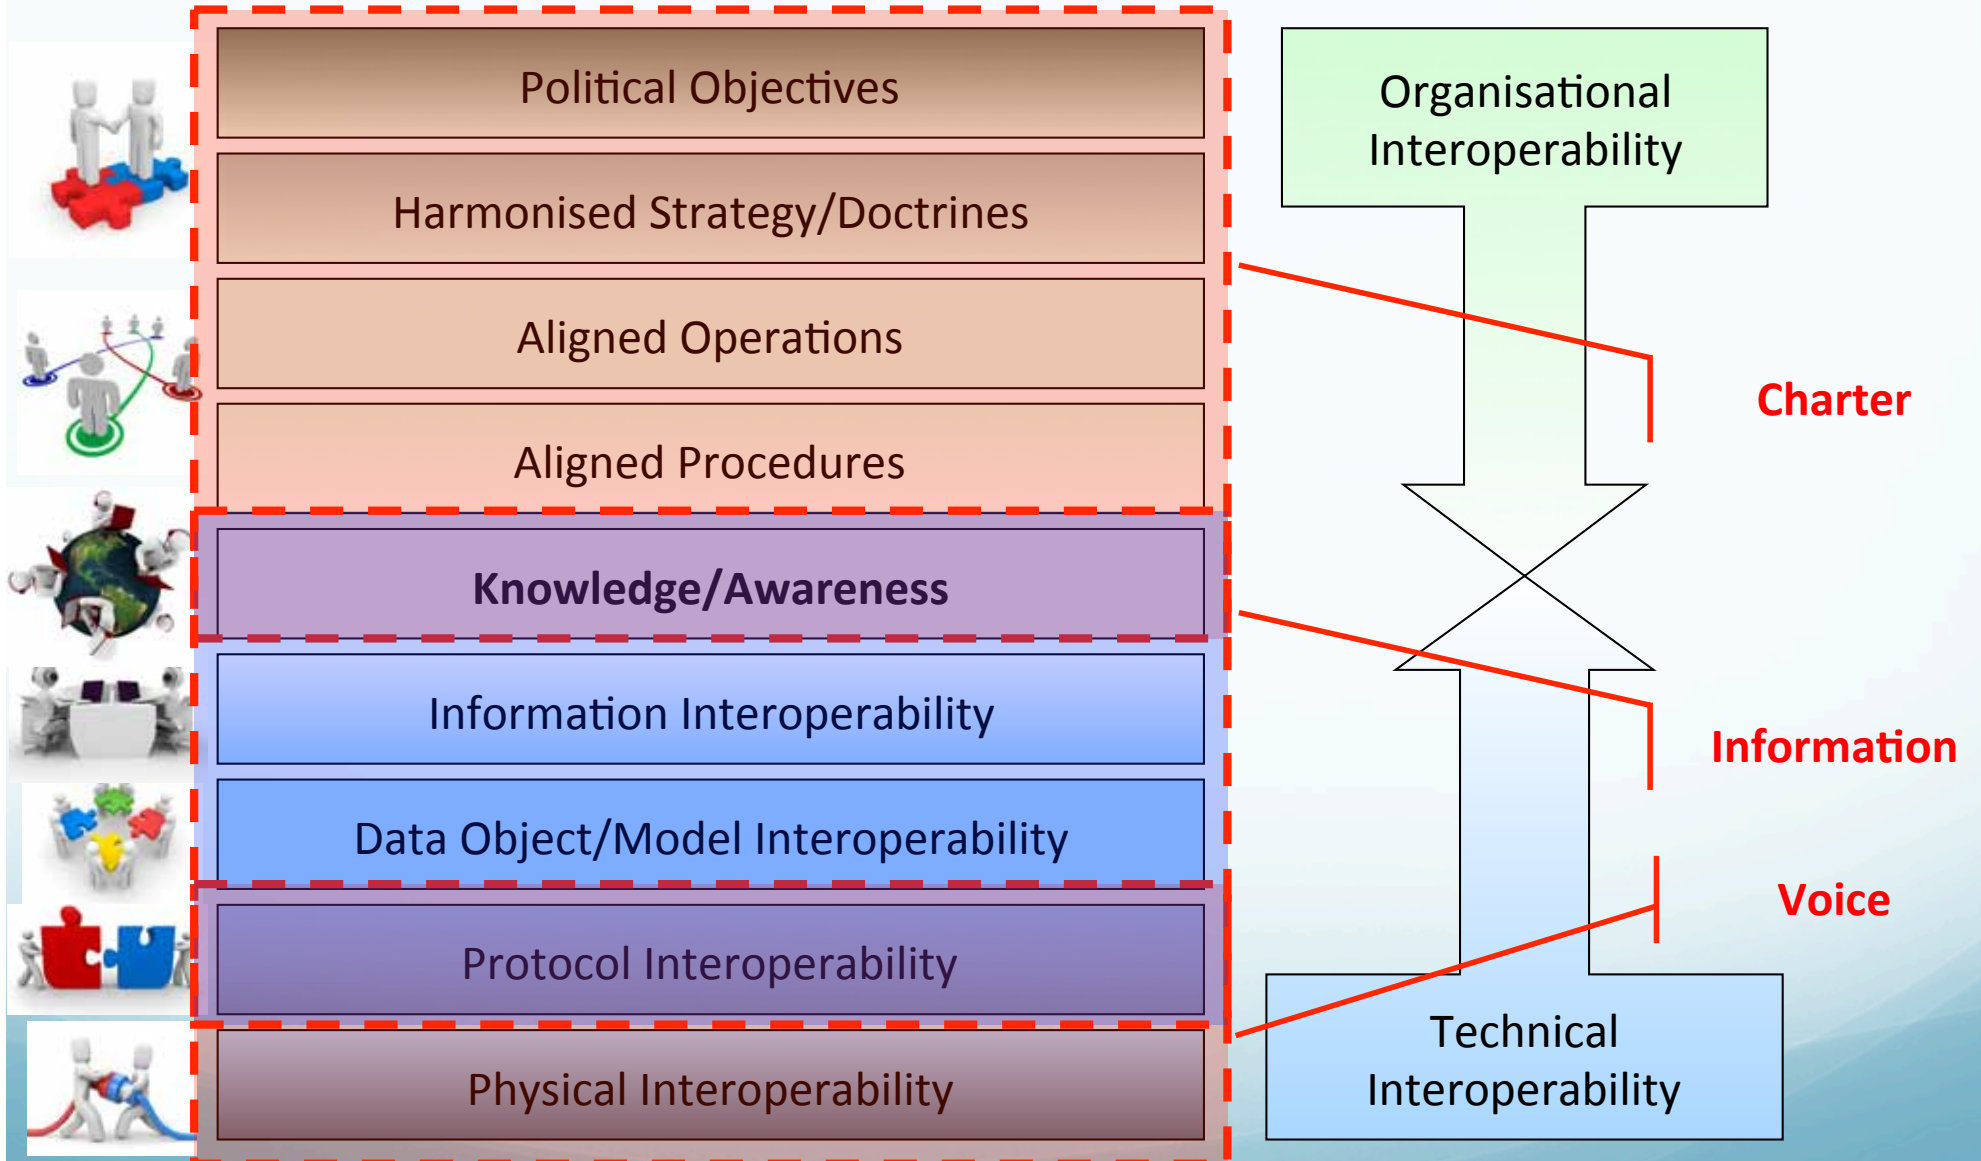 Political Objectives
Harmonised Strategy/Doctrines
Aligned Operations
Aligned Procedures
Knowledge/Awareness
Information Interoperability
Data Object/Model Interoperability
Protocol Interoperability
Physical Interoperability
Organisational
Interoperability
Charter
Information
Voice
Technical
Interoperability